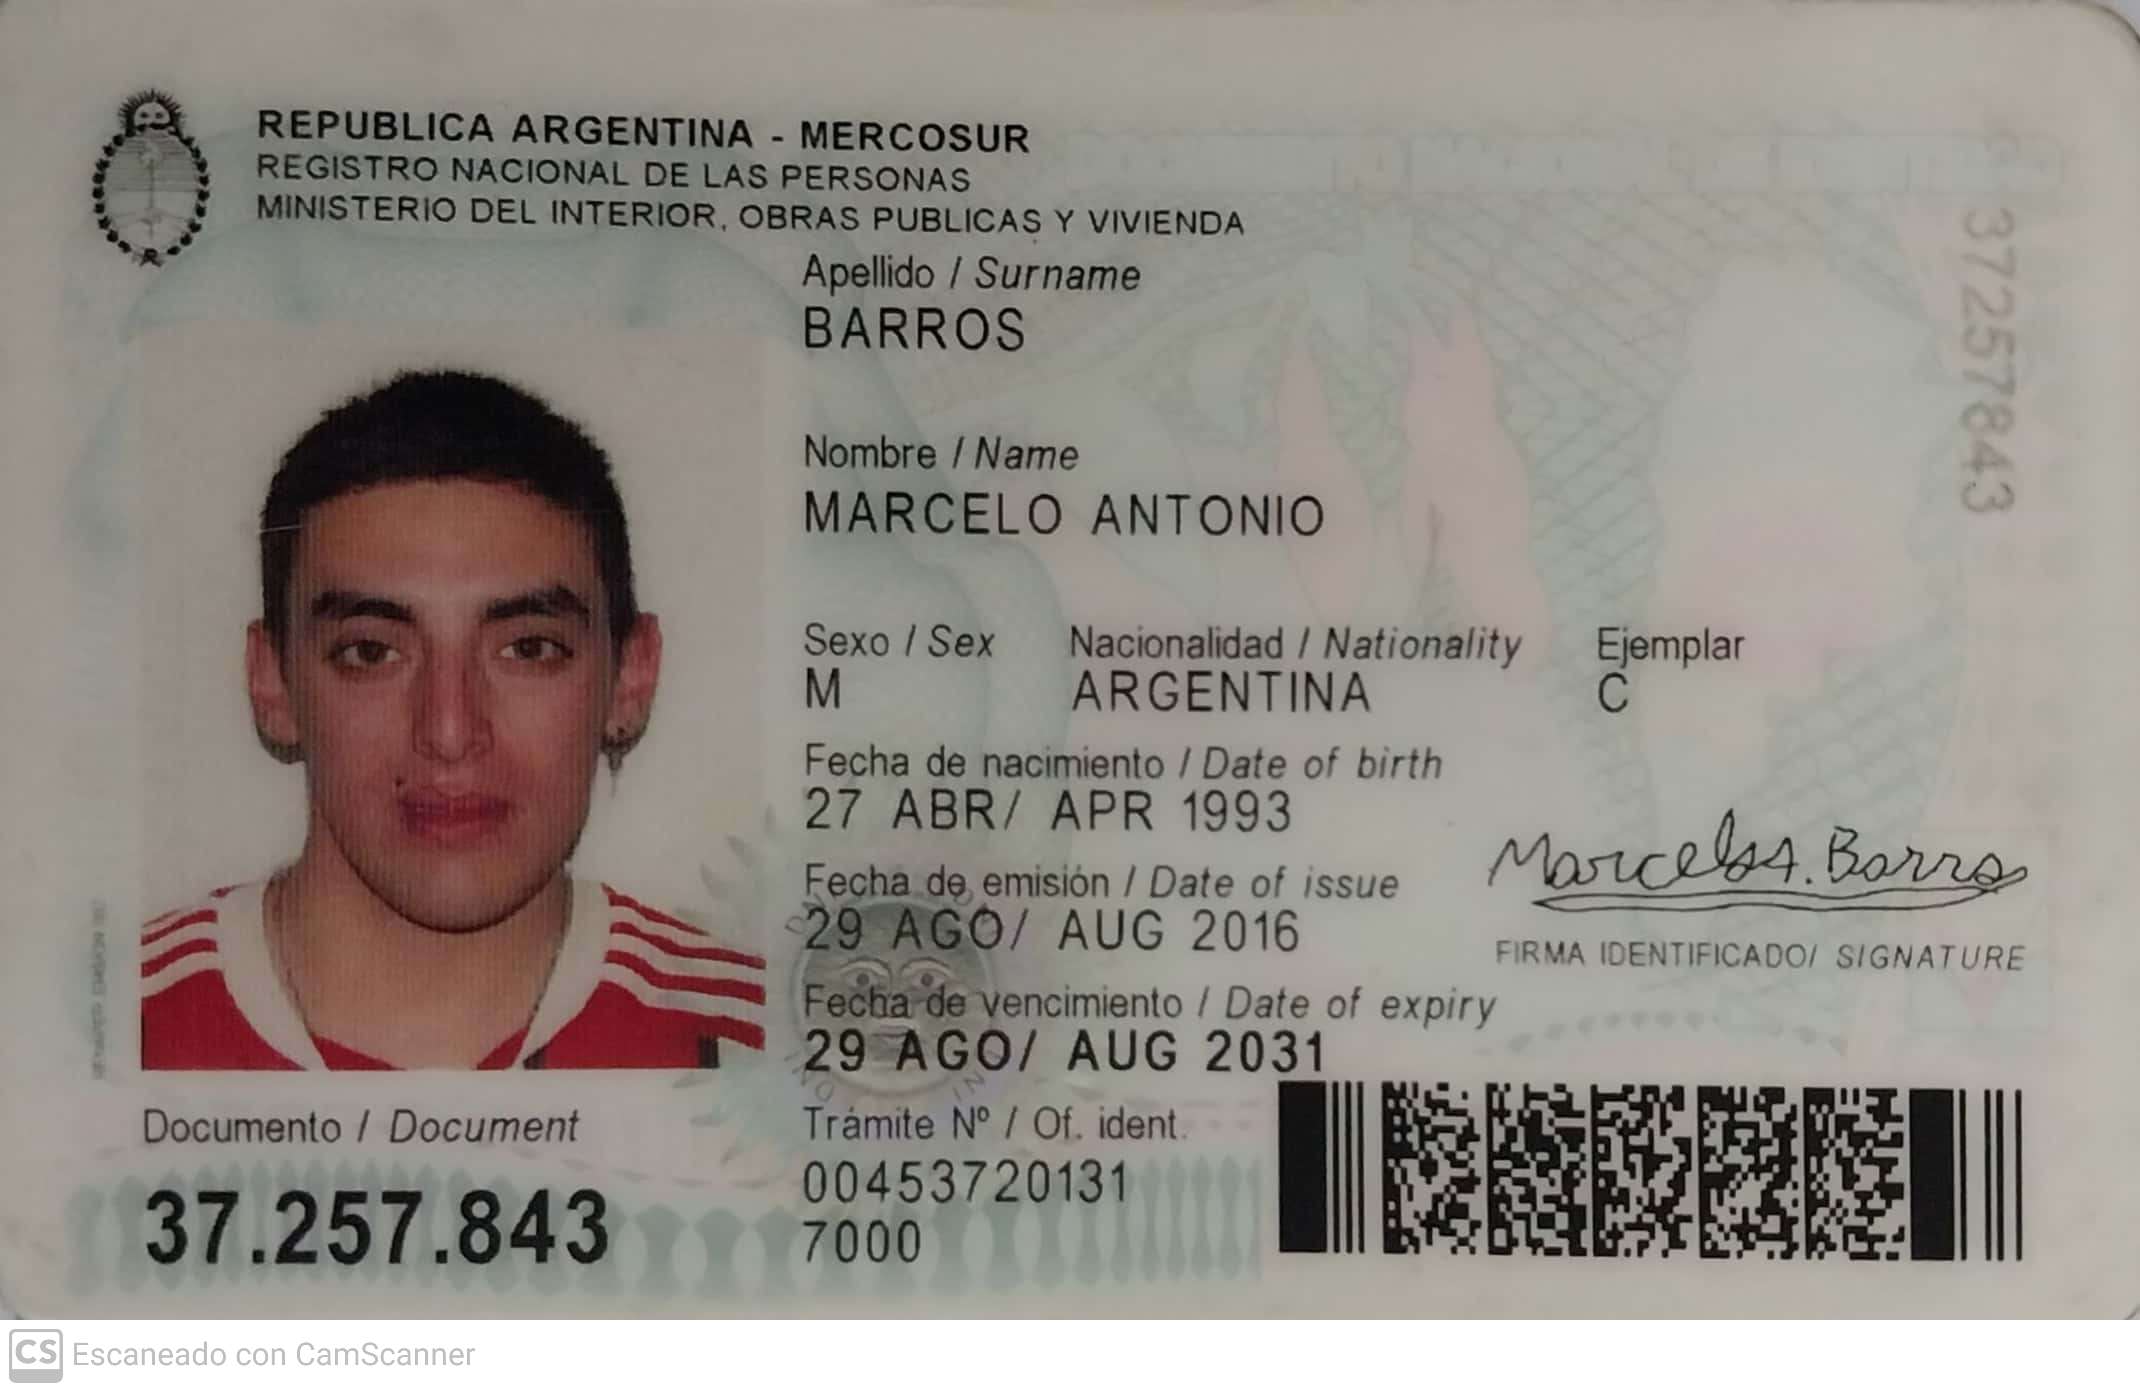 REPUBLICA ARGENTINA - MERCOSUR
REGISTRO NACIONAL DE LAS PERSONAS
MINISTERIO DEL INTERIOR, OBRAS PUBLICAS Y VIVIENDA
Apellido / Surname
BARROS
Nombre / Name
MARCELO ANTONIO
Sexo / Sex Nacionalidad / Nationality Ejemplar
M ARGENTINA C
Fecha de nacimiento / Date of birth
27 ABR/ APR 1993
Fecha de emisión / Date of issue
29 AGO/ AUG 2016
Marcelo A. Barros
FIRMA IDENTIFICADO/ SIGNATURE
Fecha de vencimiento / Date of expiry
29 AGO/ AUG 2031
Documento / Document
37.257.843
Trámite Nº / Of. ident.
00453720131
7000
37257843
CS Escaneado con CamScanner